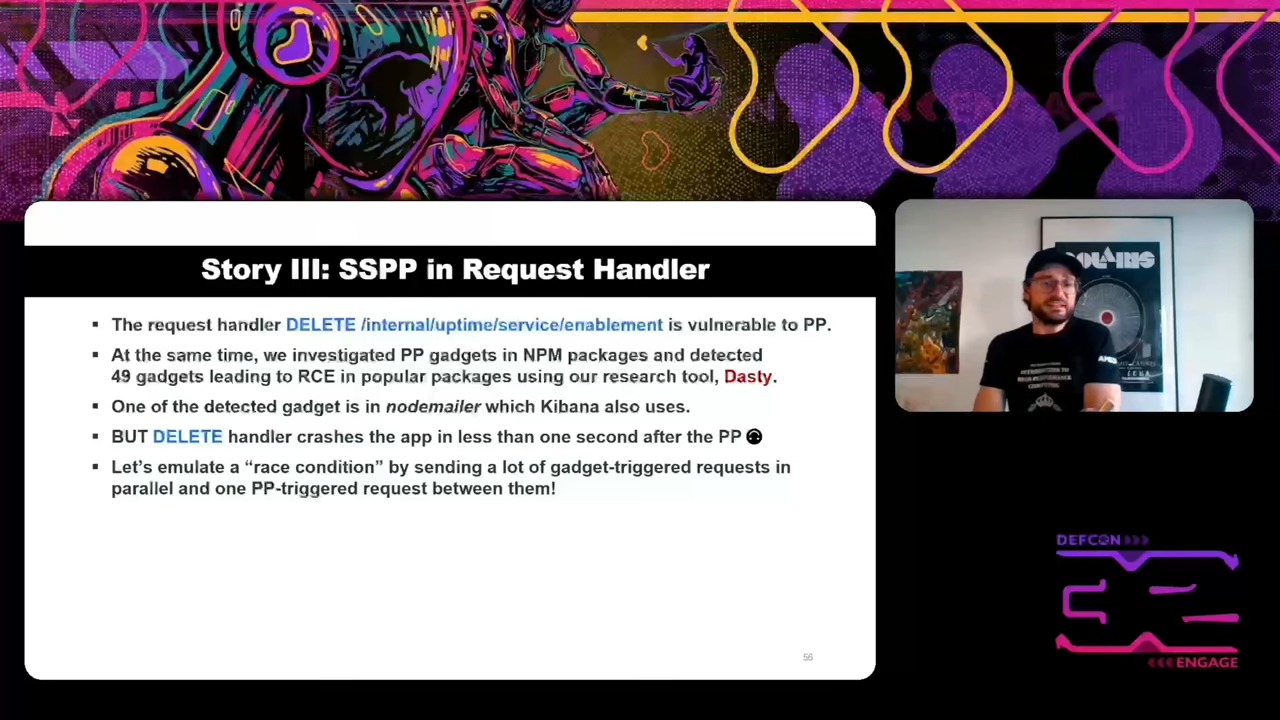 Story III: SSPP in Request Handler
▪ The request handler DELETE /internal/uptime/service/enablement is vulnerable to PP.
▪ At the same time, we investigated PP gadgets in NPM packages and detected
49 gadgets leading to RCE in popular packages using our research tool, Dasty.
▪ One of the detected gadget is in nodemailer which Kibana also uses.
▪ BUT DELETE handler crashes the app in less than one second after the PP
▪ Let's emulate a “race condition” by sending a lot of gadget-triggered requests in
parallel and one PP-triggered request between them!
56
DEFCON
32
ENGAGE